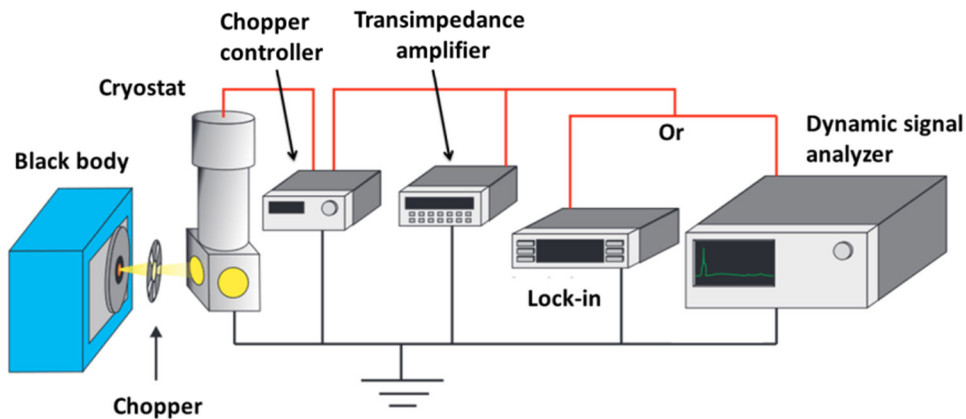 Chopper
controller
Transimpedance
amplifier
Cryostat
Black body
Or
Dynamic signal
analyzer
Lock-in
Chopper